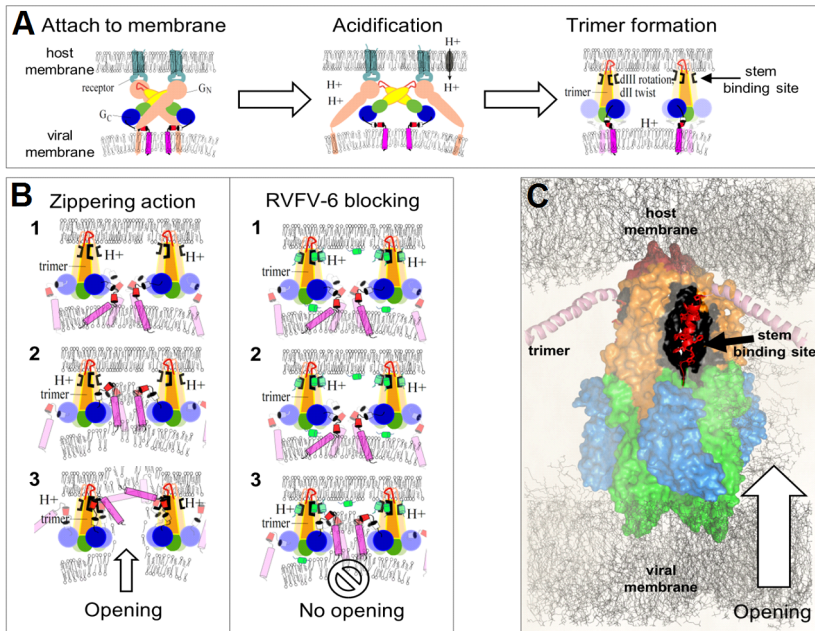 A
Attach to membrane
Acidification
Trimer formation
host
membrane
receptor
GN
GC
viral
membrane
H+
H+
H+
H+
dIII rotation,
dII twist
trimer
H+
stem
binding site
B
Zippering action
1
H+
trimer
2
H+
H+
trimer
3
H+
trimer
Opening
RVFV-6 blocking
1
H+
trimer
2
H+
H+
trimer
3
H+
H+
trimer
No opening
C
host
membrane
trimer
stem
binding site
viral
membrane
Opening